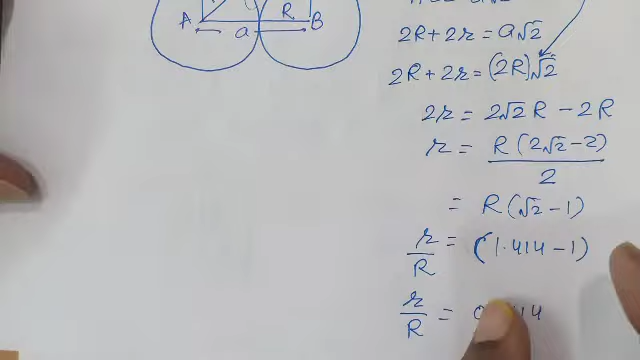 A R B
a
2R + 2r = a√2
2R + 2r = (2R)√2
2r = 2√2 R - 2R
r = R(2√2-2)/2
= R(√2-1)
r/R = (1.414-1)
r/R =